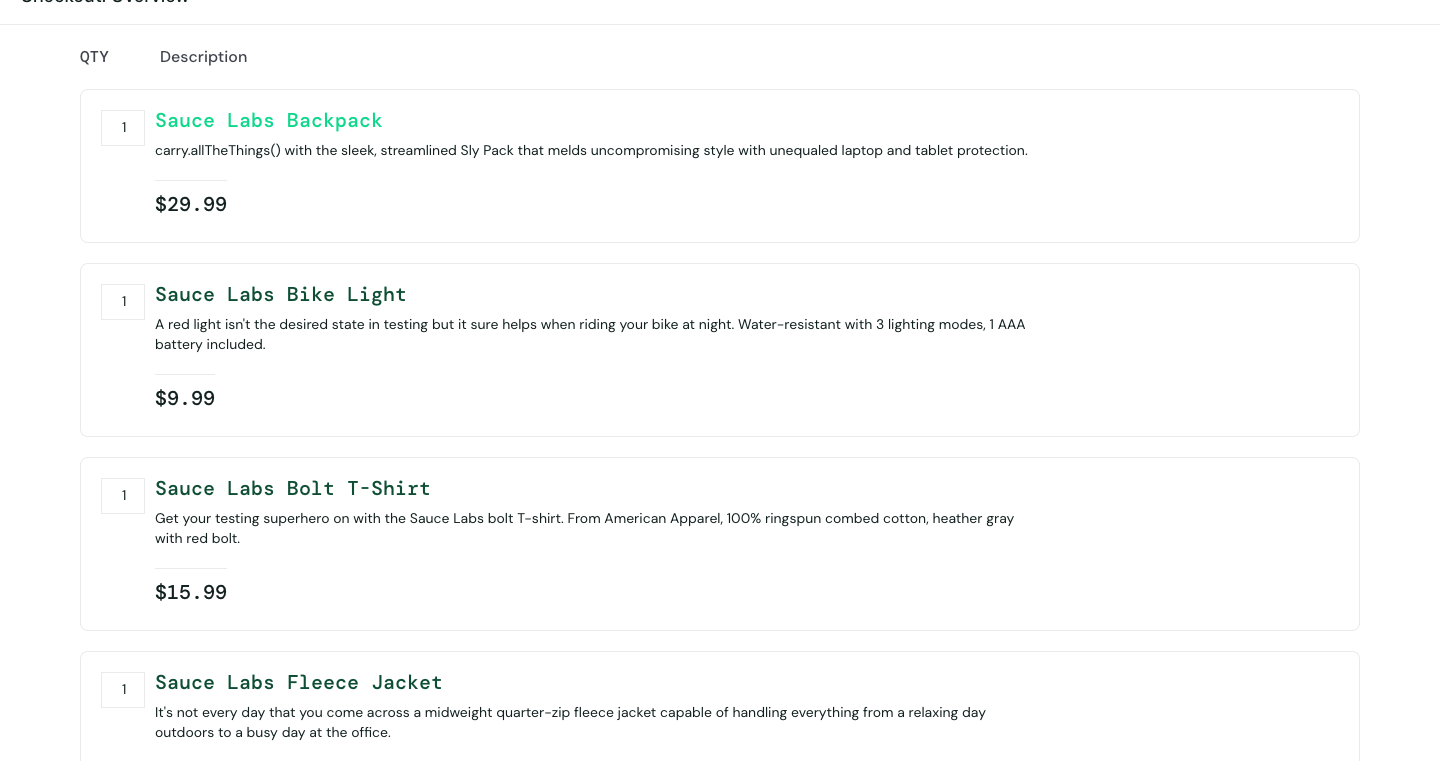 Checkout: Overview
QTY Description
1 Sauce Labs Backpack
carry.allTheThings() with the sleek, streamlined Sly Pack that melds uncompromising style with unequaled laptop and tablet protection.
$29.99
1 Sauce Labs Bike Light
A red light isn't the desired state in testing but it sure helps when riding your bike at night. Water-resistant with 3 lighting modes, 1 AAA
battery included.
$9.99
1 Sauce Labs Bolt T-Shirt
Get your testing superhero on with the Sauce Labs bolt T-shirt. From American Apparel, 100% ringspun combed cotton, heather gray
with red bolt.
$15.99
1 Sauce Labs Fleece Jacket
It's not every day that you come across a midweight quarter-zip fleece jacket capable of handling everything from a relaxing day
outdoors to a busy day at the office.